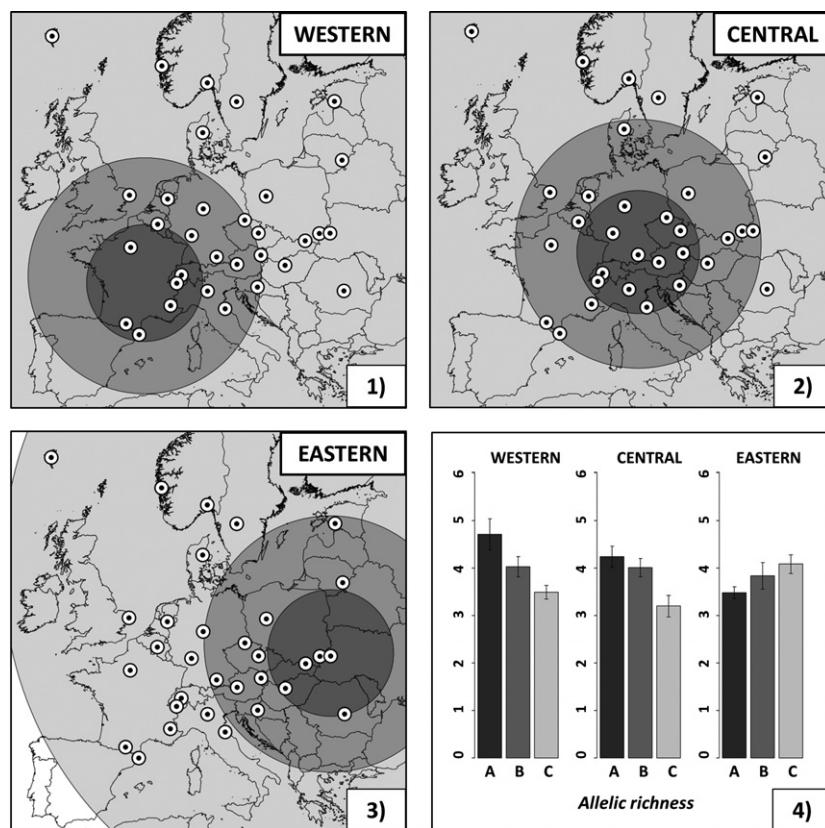 WESTERN
1)
CENTRAL
2)
EASTERN
3)
WESTERN CENTRAL EASTERN
6 6 6
5 5 5
4 4 4
3 3 3
2 2 2
1 1 1
0 0 0
A B C A B C A B C
Allelic richness
4)